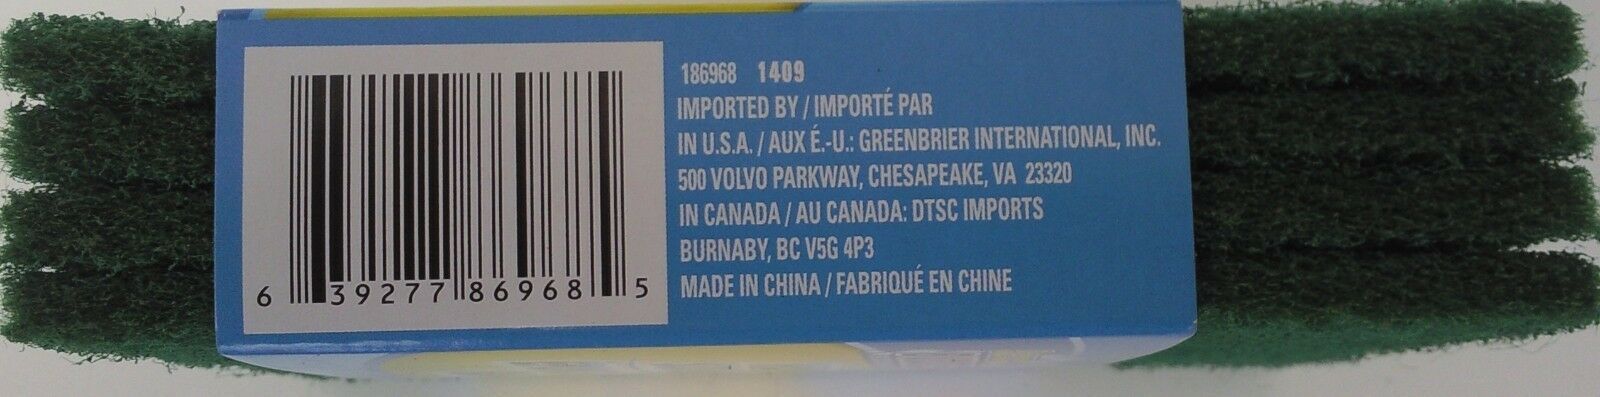 186968 1409
IMPORTED BY / IMPORTÉ PAR
IN U.S.A. / AUX É.-U.: GREENBRIER INTERNATIONAL, INC.
500 VOLVO PARKWAY, CHESAPEAKE, VA 23320
IN CANADA / AU CANADA: DTSC IMPORTS
BURNABY, BC V5G 4P3
MADE IN CHINA / FABRIQUÉ EN CHINE
6 39277 86968 5